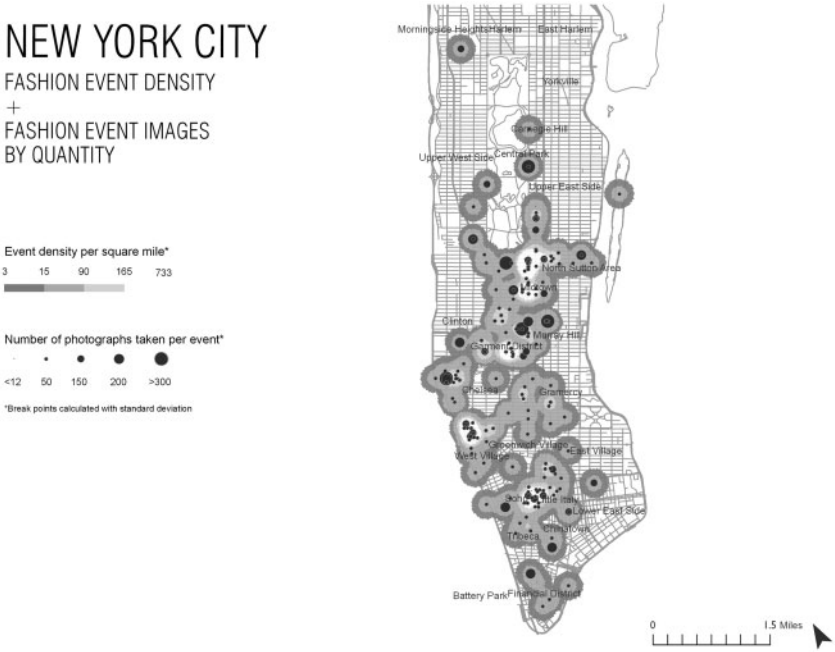 NEW YORK CITY
FASHION EVENT DENSITY
+
FASHION EVENT IMAGES
BY QUANTITY
Event density per square mile*
3 15 90 165 733
Number of photographs taken per event*
<12 50 150 200 >300
*Break points calculated with standard deviation
Morningside Heights Harlem East Harlem
Yorkville
Carnegie Hill
Upper West Side Central Park
Upper East Side
North Sutton Area
Midtown
Clinton
Murray Hill
Garment District
Chelsea Gramercy
Greenwich Village
West Village East Village
Soho Little Italy
Lower East Side
Chinatown
Tribeca
Battery Park Financial District
0 1.5 Miles